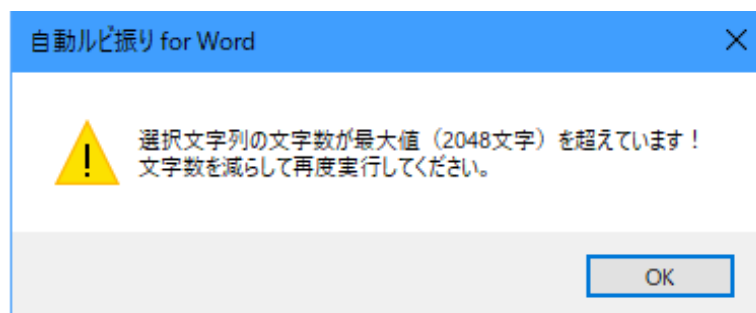 自動ルビ振り for Word
選択文字列の文字数が最大値（2048文字）を超えています！
文字数を減らして再度実行してください。
OK